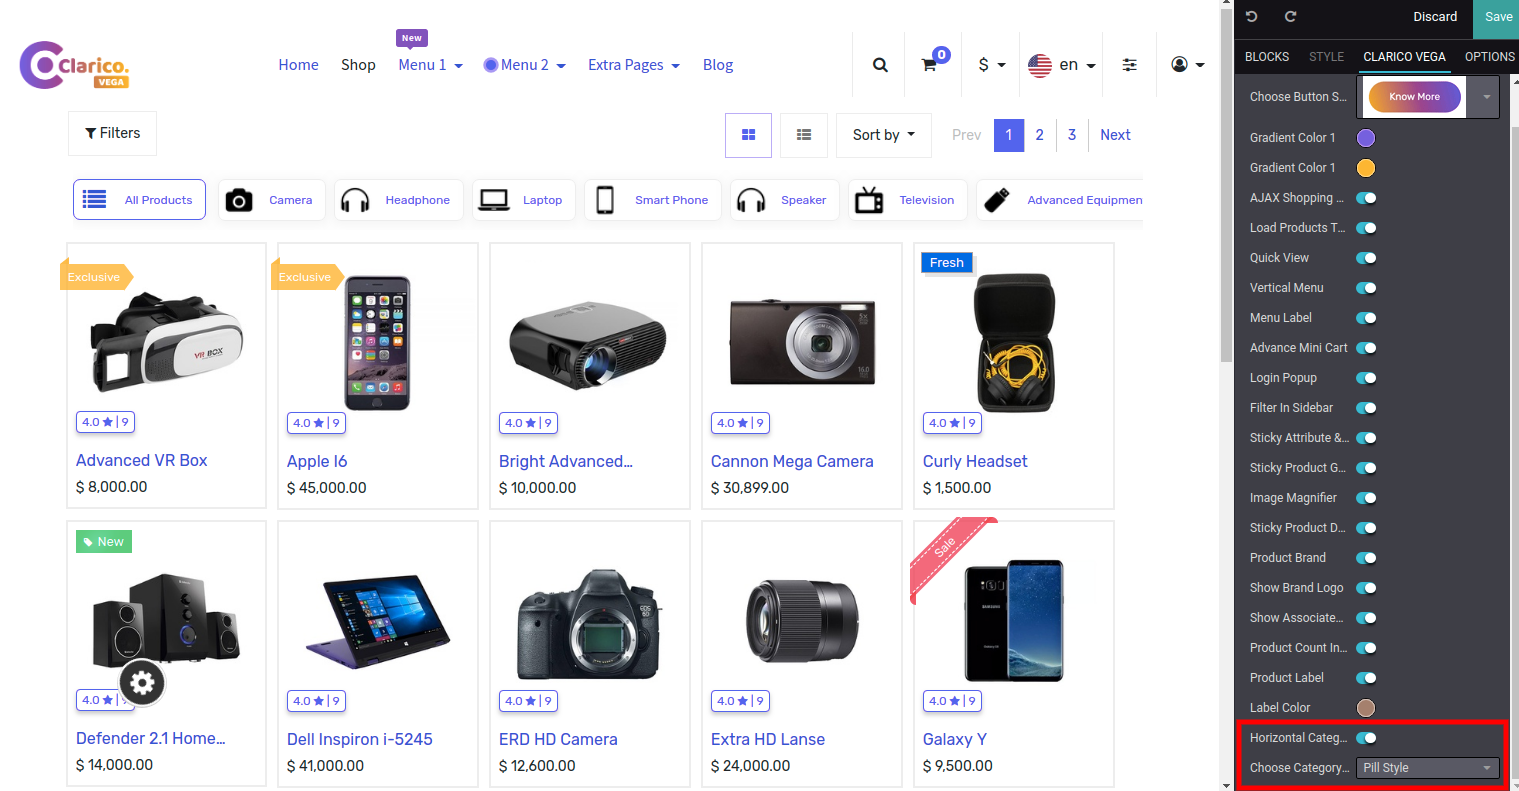 New
Clarico.
VEGA
Home
Shop
Menu 1
Menu 2
Extra Pages
Blog
0
$
en
Filters
Sort by
Prev
1
2
3
Next
All Products
Camera
Headphone
Laptop
Smart Phone
Speaker
Television
Advanced Equipmen
Exclusive
VR BOX
4.0 ★ | 9
Advanced VR Box
$ 8,000.00
Exclusive
4.0 ★ | 9
Apple I6
$ 45,000.00
4.0 ★ | 9
Bright Advanced...
$ 10,000.00
4.0 ★ | 9
Cannon Mega Camera
$ 30,899.00
Fresh
4.0 ★ | 9
Curly Headset
$ 1,500.00
New
4.0 ★ | 9
Defender 2.1 Home...
$ 14,000.00
4.0 ★ | 9
Dell Inspiron i-5245
$ 41,000.00
EOS
4.0 ★ | 9
ERD HD Camera
$ 12,600.00
4.0 ★ | 9
Extra HD Lanse
$ 24,000.00
Sale
SAMSUNG
4.0 ★ | 9
Galaxy Y
$ 9,500.00
Discard
Save
BLOCKS
STYLE
CLARICO VEGA
OPTIONS
Choose Button S...
Know More
Gradient Color 1
Gradient Color 1
AJAX Shopping ...
Load Products T...
Quick View
Vertical Menu
Menu Label
Advance Mini Cart
Login Popup
Filter In Sidebar
Sticky Attribute &...
Sticky Product G...
Image Magnifier
Sticky Product D...
Product Brand
Show Brand Logo
Show Associate...
Product Count In...
Product Label
Label Color
Horizontal Categ...
Choose Category...
Pill Style